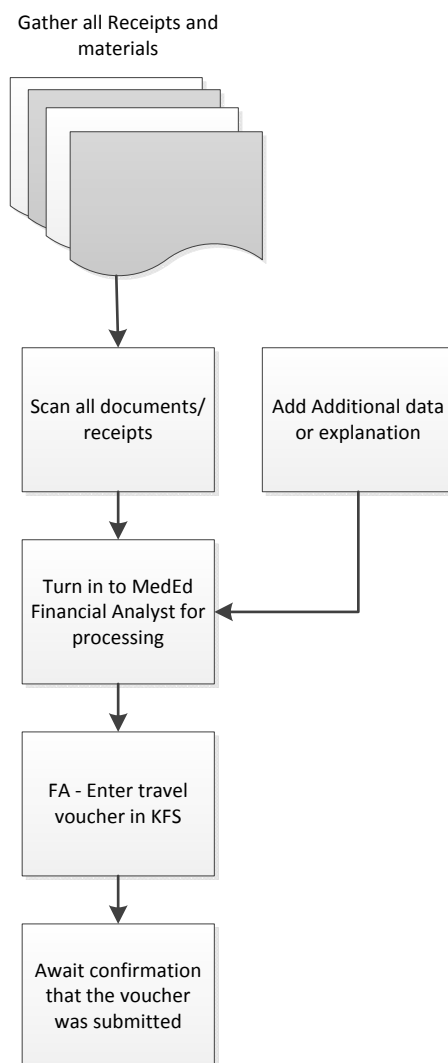 Gather all Receipts and
materials
Scan all documents/
receipts
Add Additional data
or explanation
Turn in to MedEd
Financial Analyst for
processing
FA - Enter travel
voucher in KFS
Await confirmation
that the voucher
was submitted